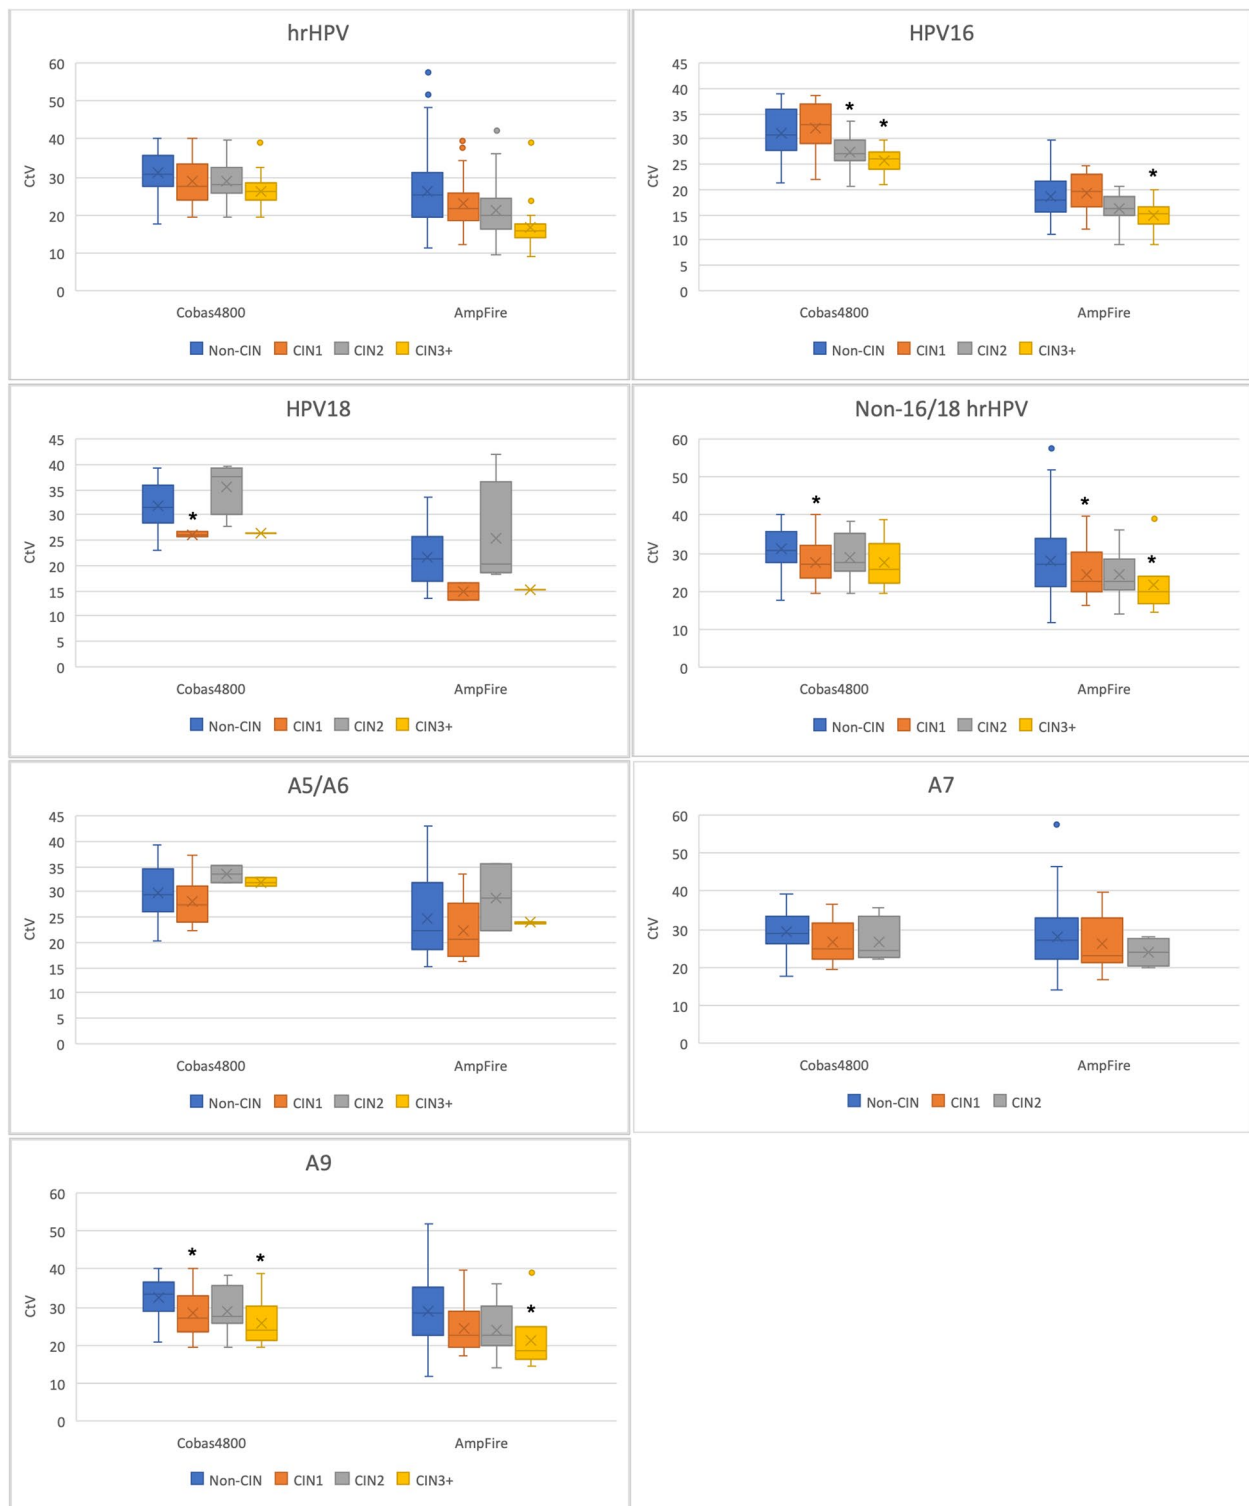 hrHPV
60
50
40
30
20
10
0
CtV
Cobas4800 AmpFire
Non-CIN CIN1 CIN2 CIN3+
HPV16
45
40
35
30
25
20
15
10
5
0
CtV
* * *
Cobas4800 AmpFire
Non-CIN CIN1 CIN2 CIN3+
HPV18
45
40
35
30
25
20
15
10
5
0
CtV
*
Cobas4800 AmpFire
Non-CIN CIN1 CIN2 CIN3+
Non-16/18 hrHPV
60
50
40
30
20
10
0
CtV
* * *
Cobas4800 AmpFire
Non-CIN CIN1 CIN2 CIN3+
A5/A6
45
40
35
30
25
20
15
10
5
0
CtV
Cobas4800 AmpFire
Non-CIN CIN1 CIN2 CIN3+
A7
60
50
40
30
20
10
0
CtV
Cobas4800 AmpFire
Non-CIN CIN1 CIN2
A9
60
50
40
30
20
10
0
CtV
* * *
Cobas4800 AmpFire
Non-CIN CIN1 CIN2 CIN3+